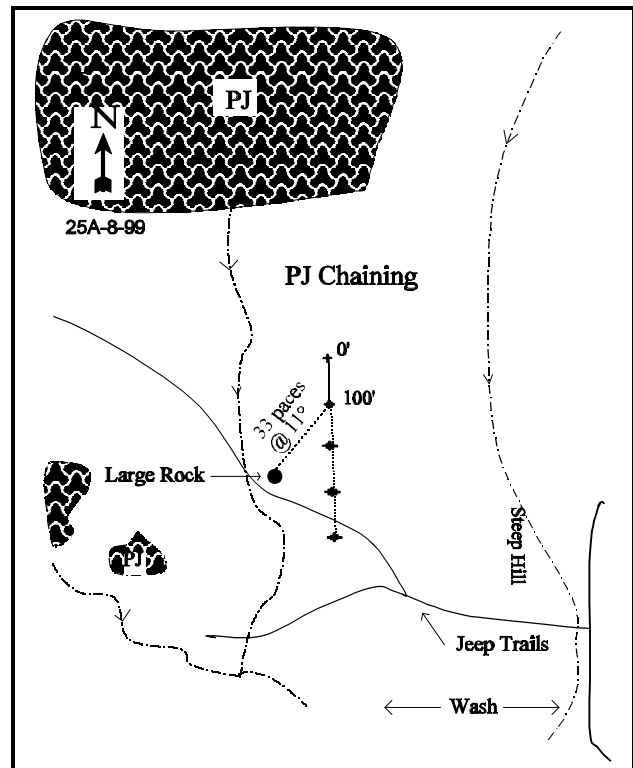 PJ
N
25A-8-99
PJ Chaining
0'
100'
33 paces
@ 11°
Large Rock
PJ
Steep Hill
Jeep Trails
Wash